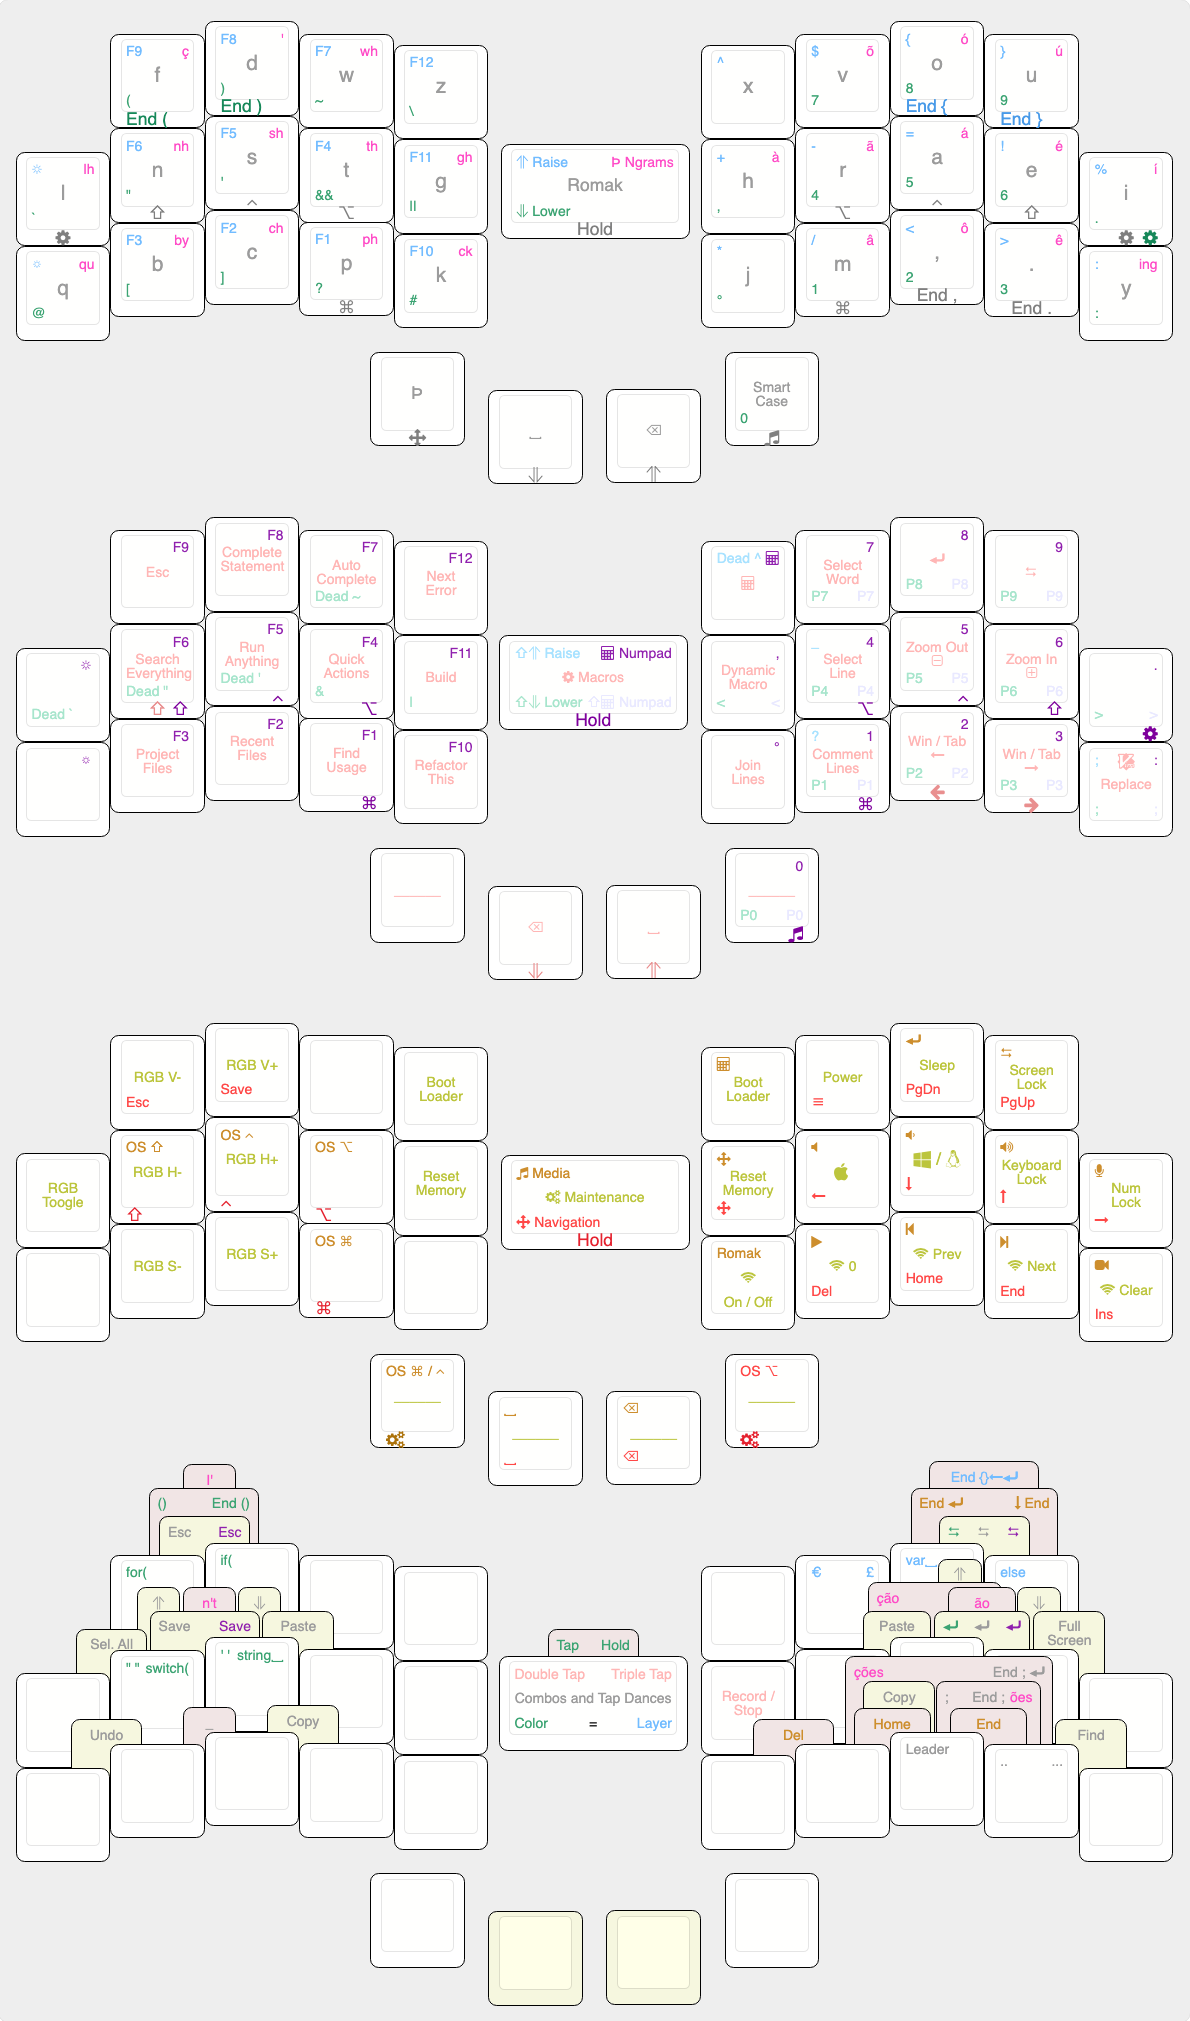 F9 ç
f
(
End (
F8 '
d
)
End )
F7 wh
w
~
F12
z
\
^
x
$ õ
v
7
{ ó
o
8
End {
} ú
u
9
End }
lh
l
`
F6 nh
n
"
F5 sh
s
'
F4 th
t
&&
F11 gh
g
||
⇑ Raise Þ Ngrams
Romak
⇓ Lower
Hold
+ à
h
,
- ã
r
4
= á
a
5
! é
e
6
% í
i
.
qu
q
@
F3 by
b
[
F2 ch
c
]
F1 ph
p
?
⌘
F10 ck
k
#
*
j
°
/ â
m
1
⌘
< ô
,
2
End ,
> ê
.
3
End .
: ing
y
:
Þ
Smart
Case
0
F9
Esc
F8
Complete
Statement
F7
Auto
Complete
Dead ~
F12
Next
Error
Dead ^
7
Select
Word
P7 P7
8
P8 P8
9
P9 P9
Dead `
F6
Search
Everything
Dead "
F5
Run
Anything
Dead '
F4
Quick
Actions
&
F11
Build
|
⇧⇑ Raise Numpad
Macros
⇧⇓ Lower ⇧ Numpad
Hold
,
Dynamic
Macro
< <
_ 4
Select
Line
P4 P4
5
Zoom Out
P5 P5
6
Zoom In
P6 P6
.
> >
F3
Project
Files
F2
Recent
Files
F1
Find
Usage
⌘
F10
Refactor
This
°
Join
Lines
? 1
Comment
Lines
P1 P1
⌘
2
Win / Tab
←
P2 P2
3
Win / Tab
→
P3 P3
; :
Replace
; ;
0
P0 P0
RGB V-
Esc
RGB V+
Save
Boot
Loader
Boot
Loader
Power
≡
Sleep
PgDn
Screen
Lock
PgUp
RGB
Toogle
OS ⇧
RGB H-
⇧
OS ^
RGB H+
^
OS ⌥
⌥
Reset
Memory
Media
Maintenance
Navigation
Hold
Reset
Memory
←
/
↓
Keyboard
Lock
↑
Num
Lock
→
RGB S-
RGB S+
OS ⌘
⌘
Romak
On / Off
0
Del
Prev
Home
Next
End
Clear
Ins
OS ⌘ / ^
OS ⌥
I'
() End ()
Esc Esc
for(
if(
n't
Save Save
Paste
Sel. All
" " switch(
' ' string
Undo
_
Copy
Tap Hold
Double Tap Triple Tap
Combos and Tap Dances
Color = Layer
End {}←↵
End ↵ ↓ End
€ £
var
else
ção
ão
Paste
Full
Screen
ções End ; ↵
Record /
Stop
Copy
; End ; ões
Del
Home
End
Find
Leader
.. ...